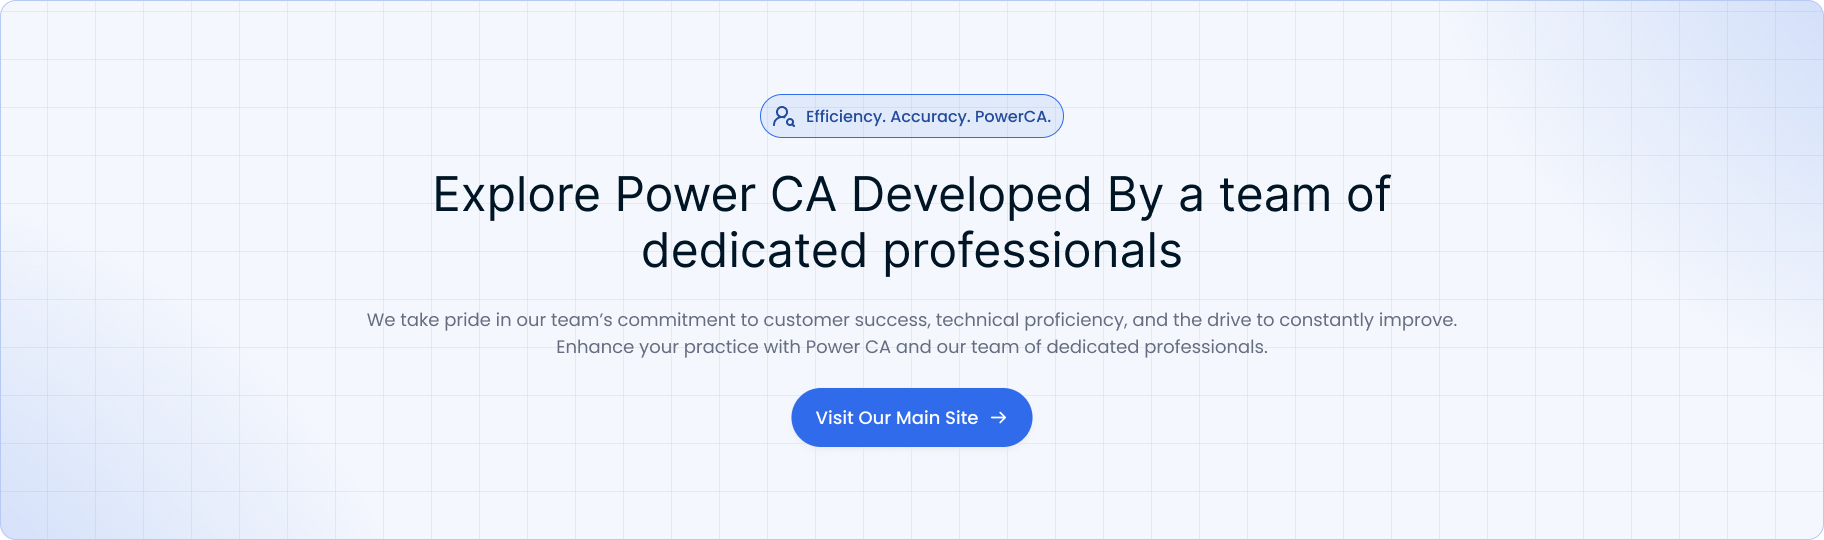 Efficiency. Accuracy. PowerCA.
Explore Power CA Developed By a team of
dedicated professionals
We take pride in our team’s commitment to customer success, technical proficiency, and the drive to constantly improve.
Enhance your practice with Power CA and our team of dedicated professionals.
Visit Our Main Site →